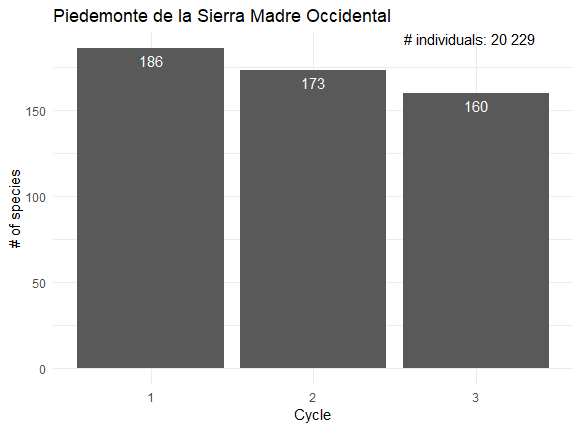 Piedemonte de la Sierra Madre Occidental
# individuals: 20 229
186
173
160
150
100
50
0
# of species
1 2 3
Cycle